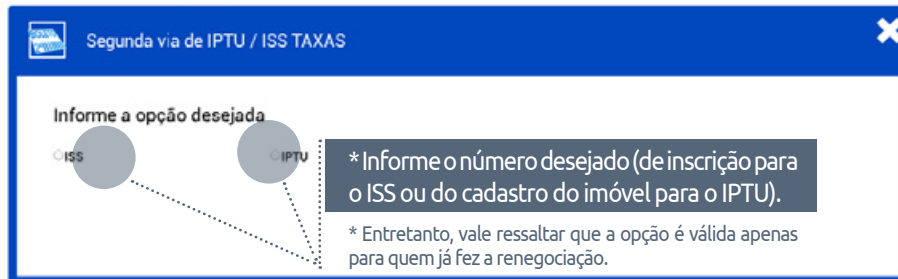 Segunda via de IPTU / ISS TAXAS
Informe a opção desejada
ISS
IPTU
* Informe o número desejado (de inscrição para
o ISS ou do cadastro do imóvel para o IPTU).
* Entretanto, vale ressaltar que a opção é válida apenas
para quem já fez a renegociação.